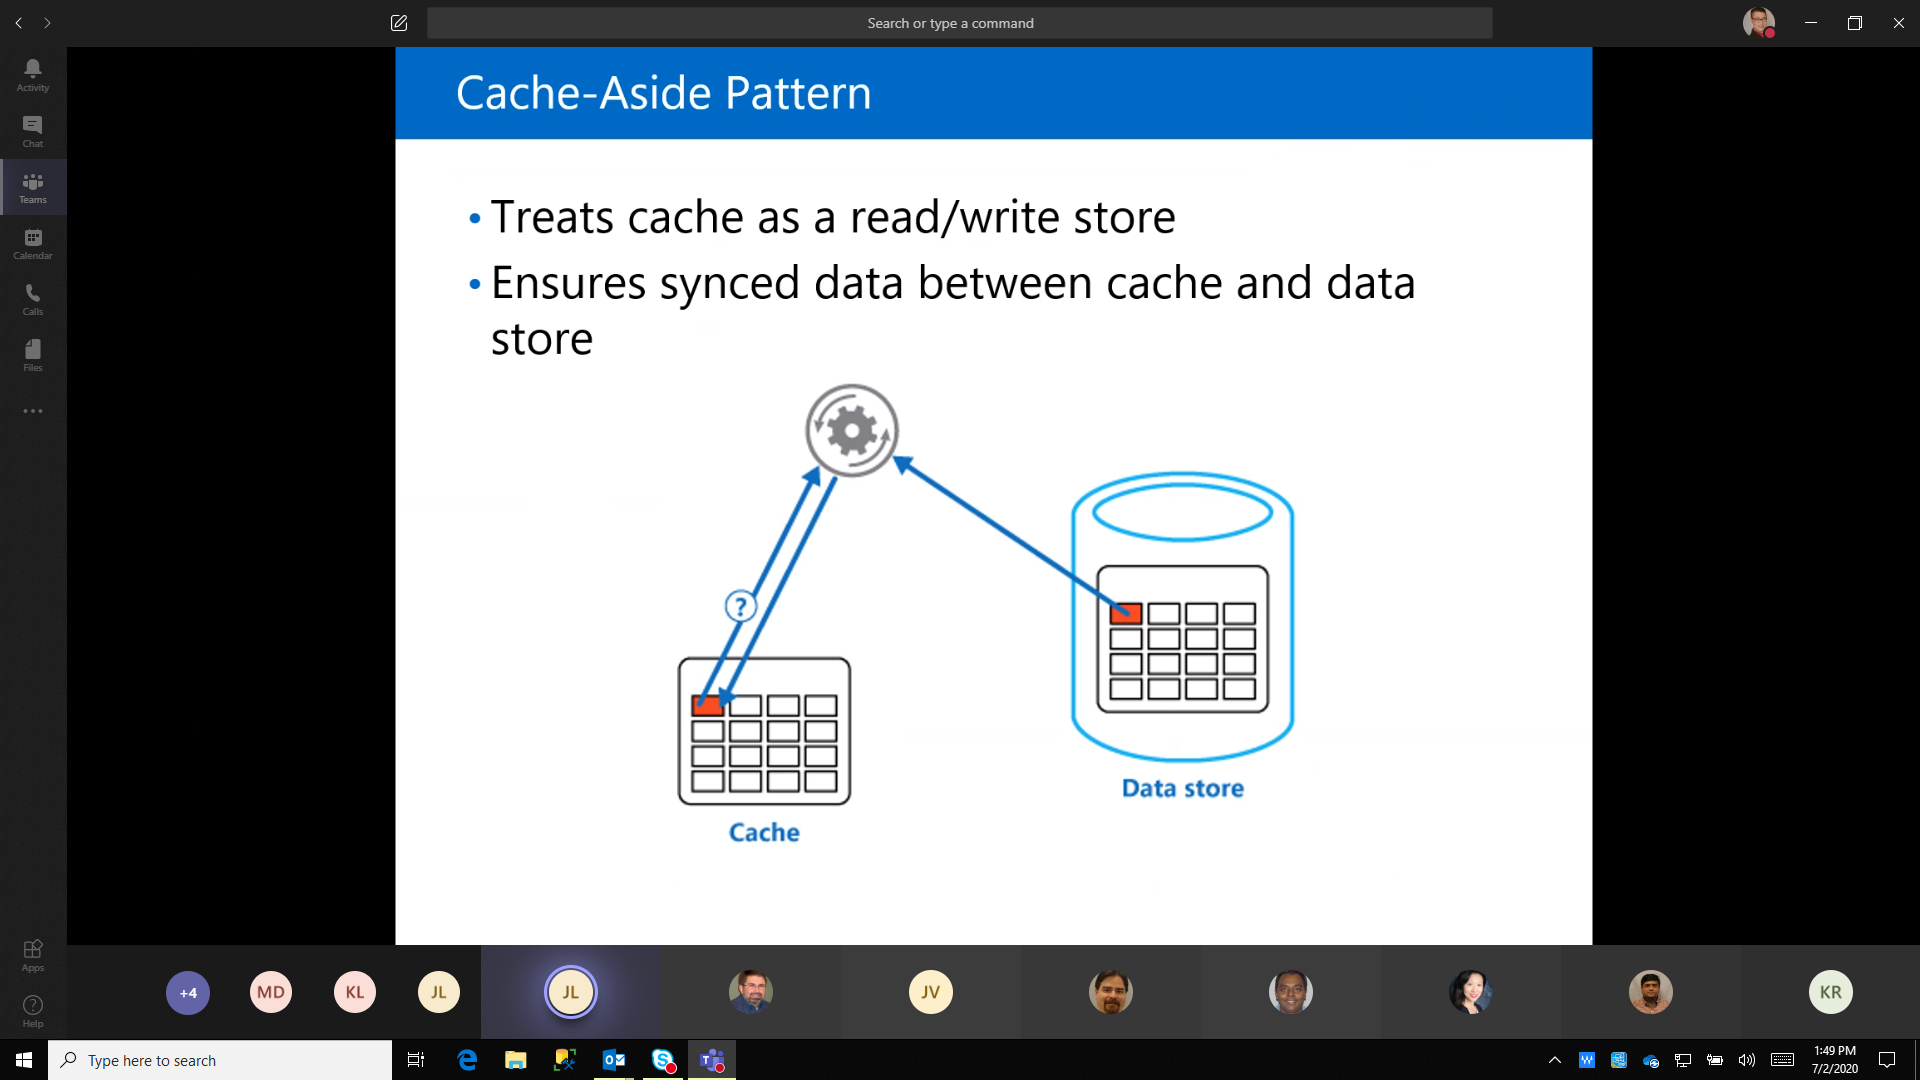 Search or type a command
Activity
Chat
Teams
Calendar
Calls
Files
Cache-Aside Pattern
• Treats cache as a read/write store
• Ensures synced data between cache and data
store
?
Cache
Data store
Apps
Help
+4
MD
KL
JL
JL
JV
KR
Type here to search
1:49 PM
7/2/2020